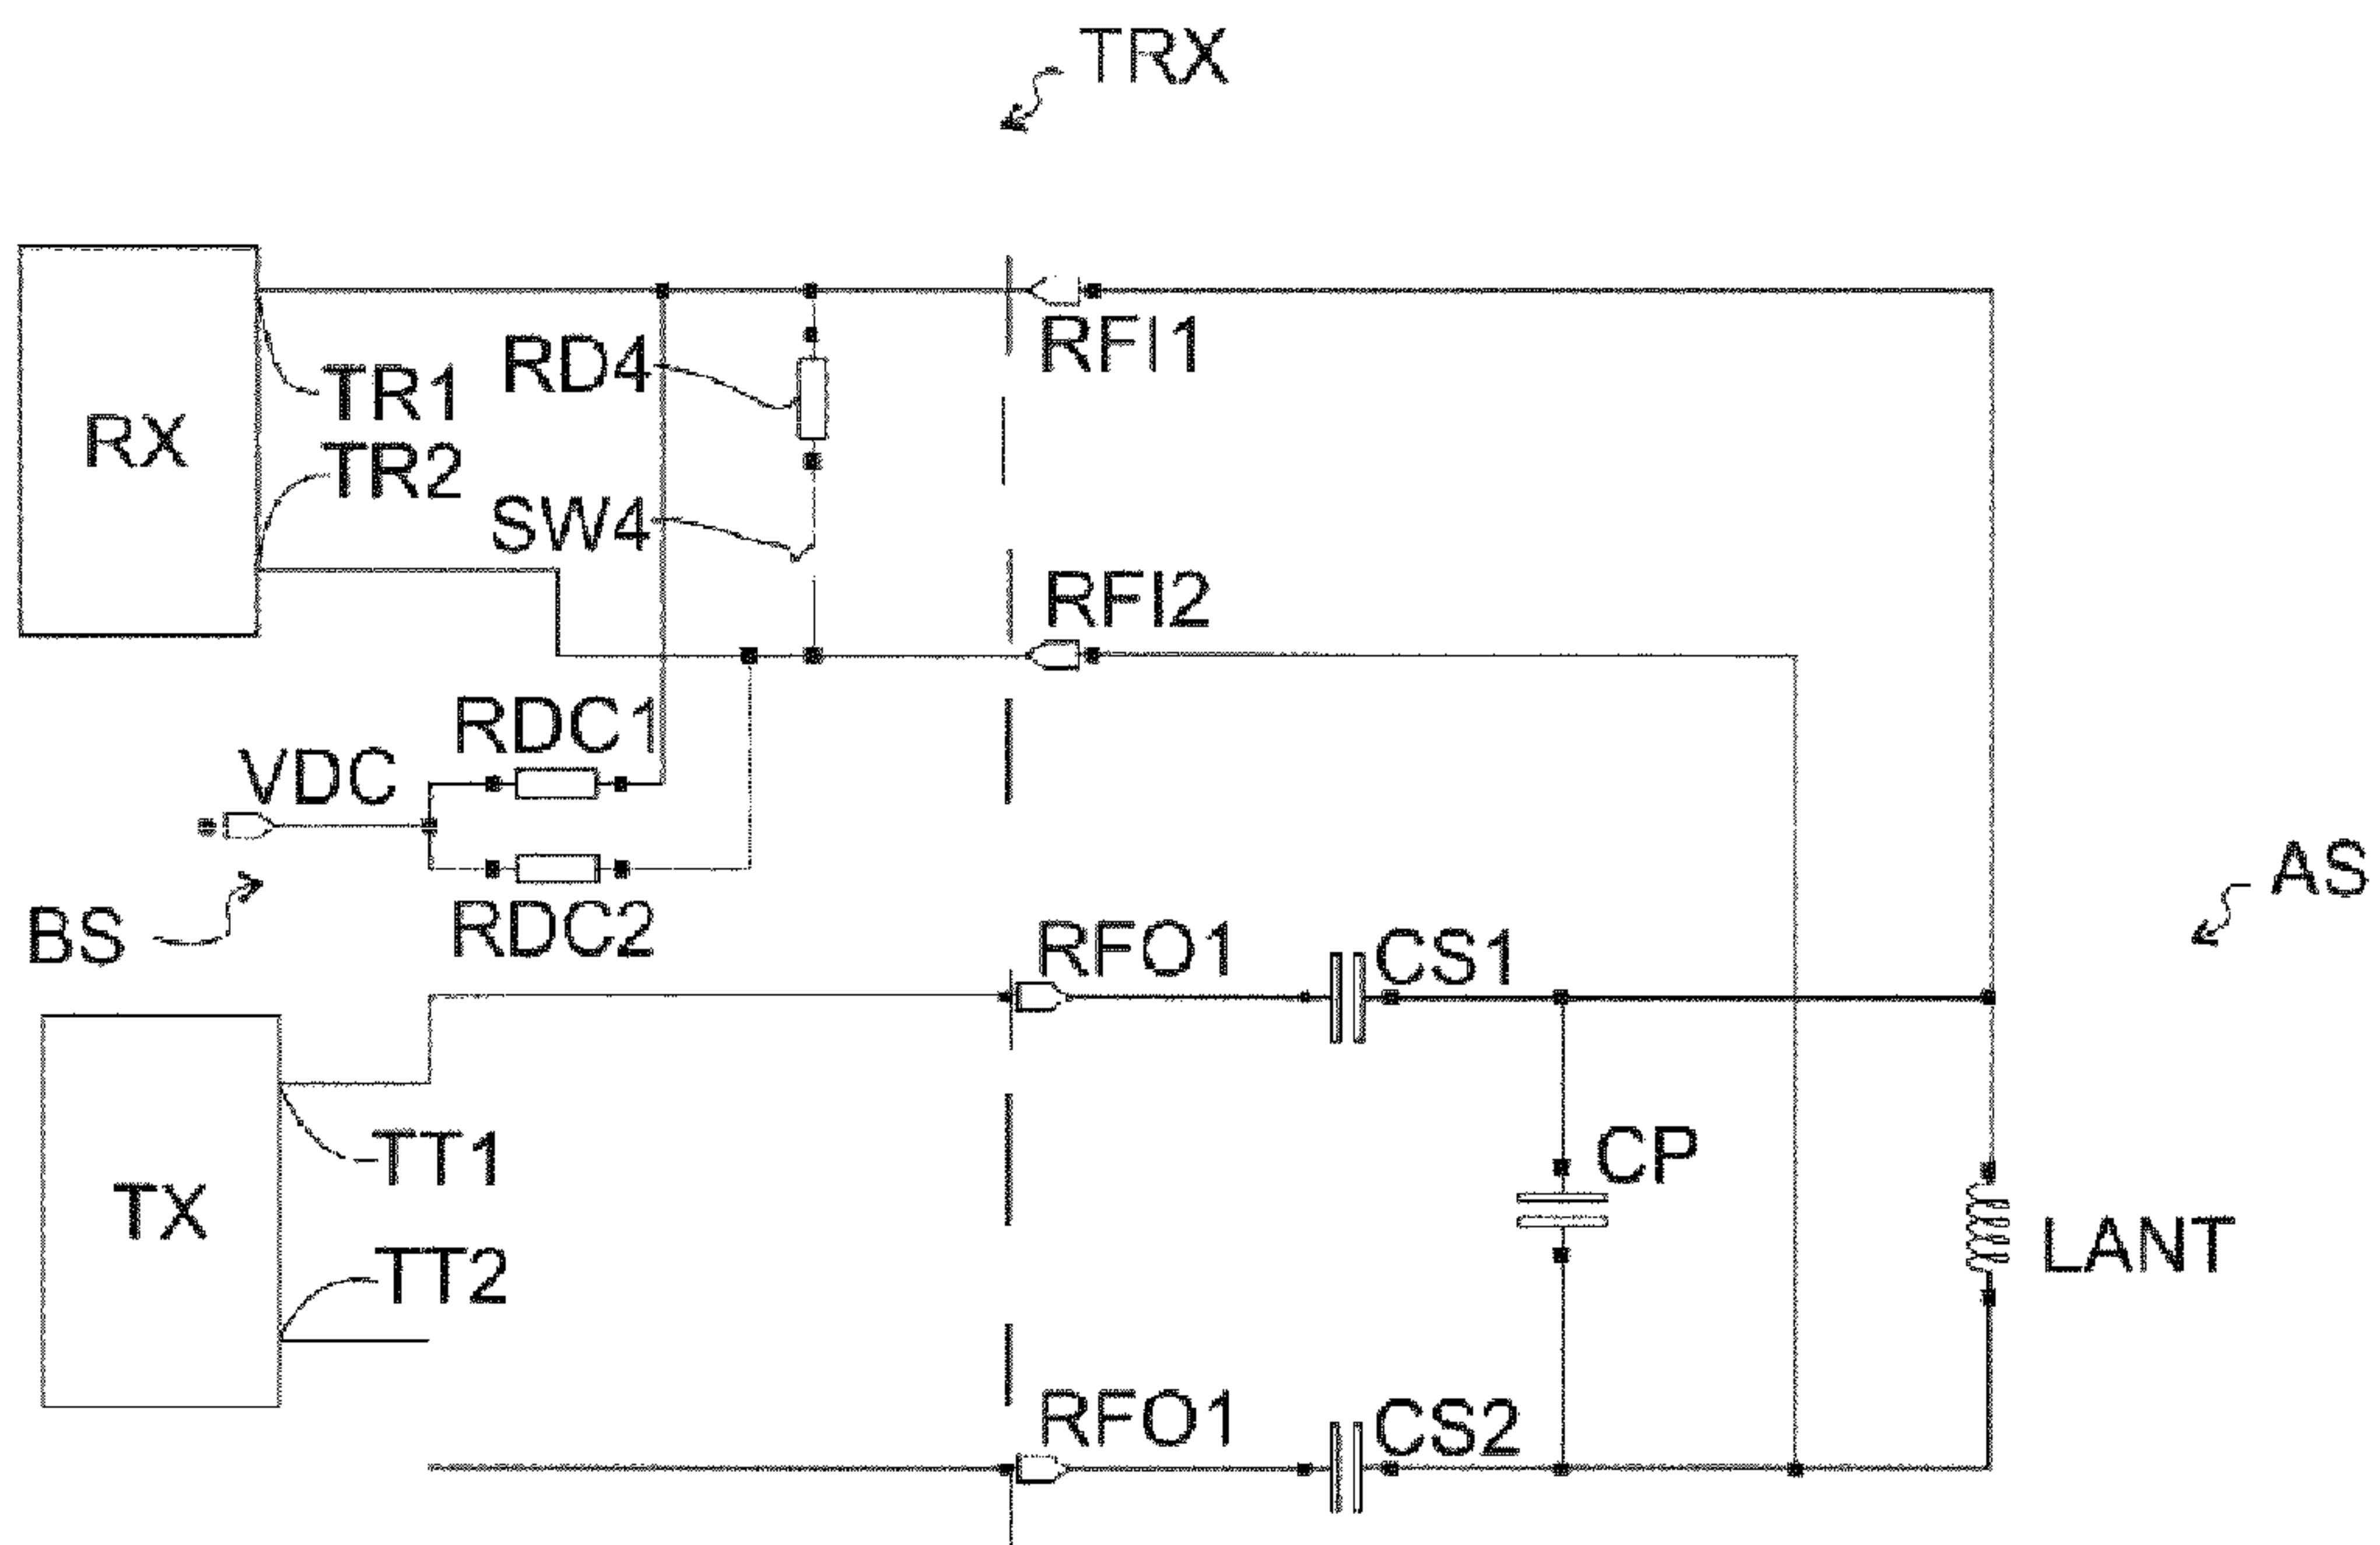 TRX
RFI1
RD4
TR1
RX
TR2
SW4
RFI2
RDC1
VDC
AS
BS
RDC2
RFO1
CS1
TT1
CP
TX
LANT
TT2
RFO1
CS2